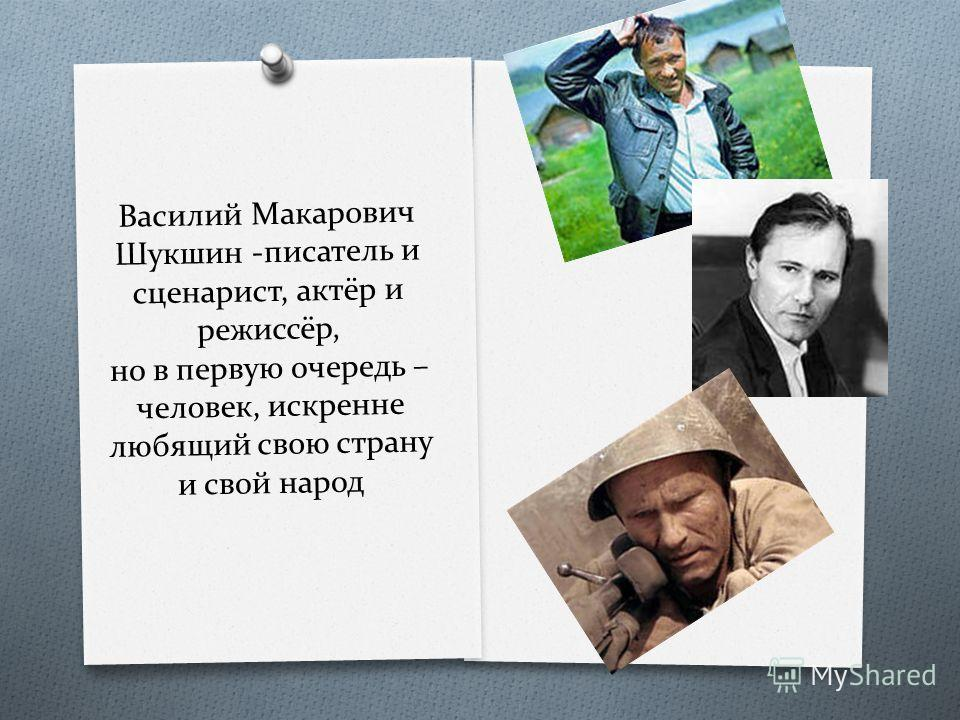 Василий Макарович
Шукшин -писатель и
сценарист, актёр и
режиссёр,
но в первую очередь –
человек, искренне
любящий свою страну
и свой народ
MyShared